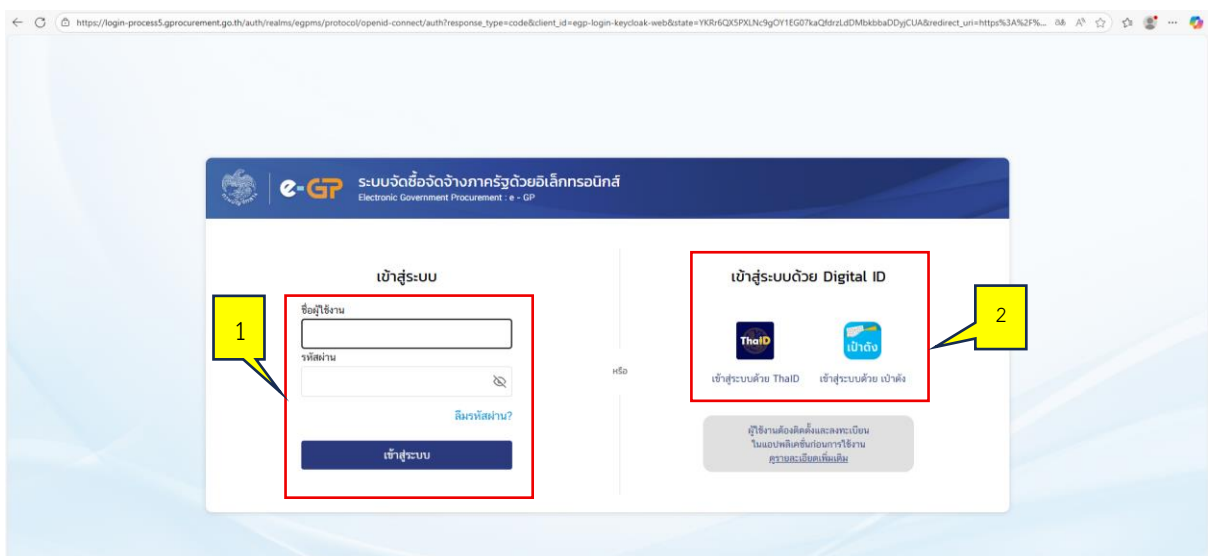 https://login-process5.gprocurement.go.th/auth/realms/egpms/protocol/openid-connect/auth?response_type=code&client_id=egp-login-keycloak-web&state=YKRr6QX5PXLNc9gOY1EG07kaQfdrzLdDMbkbbaDDyjCUA&redirect_uri=https%3A%2F%...
e-GP ระบบจัดซื้อจัดจ้างภาครัฐด้วยอิเล็กทรอนิกส์
Electronic Government Procurement : e - GP
เข้าสู่ระบบ
1
ชื่อผู้ใช้งาน
รหัสผ่าน
ลืมรหัสผ่าน?
เข้าสู่ระบบ
หรือ
เข้าสู่ระบบด้วย Digital ID
2
ThaID
เป๋าตัง
เข้าสู่ระบบด้วย ThaID เข้าสู่ระบบด้วย เป๋าตัง
ผู้ใช้งานต้องติดตั้งและลงทะเบียน
ในแอปพลิเคชั่นก่อนการใช้งาน
ดูรายละเอียดเพิ่มเติม